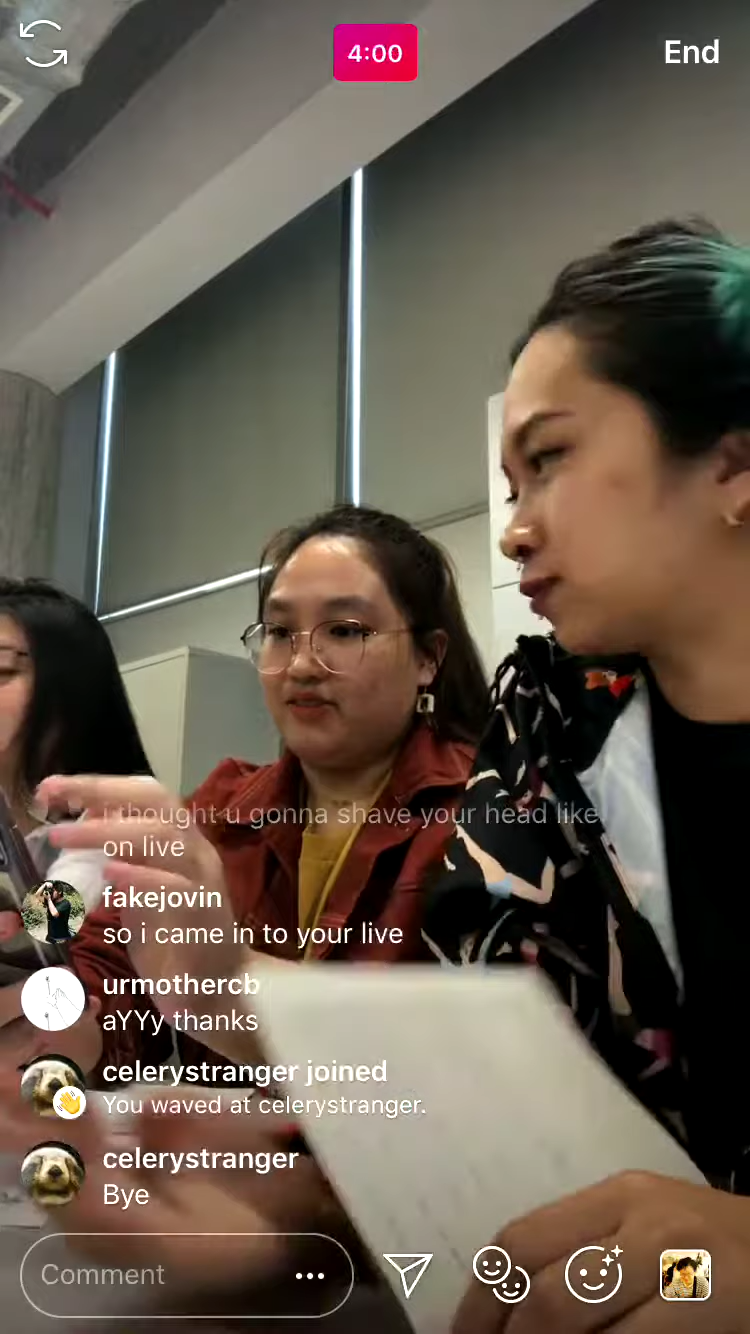 4:00
End
i thought u gonna shave your head like
on live
fakejovin
so i came in to your live
urmothercb
aYYy thanks
celerystranger joined
You waved at celerystranger.
celerystranger
Bye
Comment